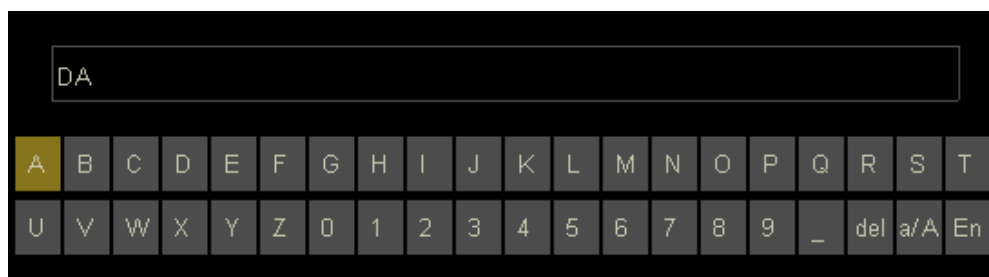 DA
A B C D E F G H I J K L M N O P Q R S T
U V W X Y Z 0 1 2 3 4 5 6 7 8 9 _ del a/A En